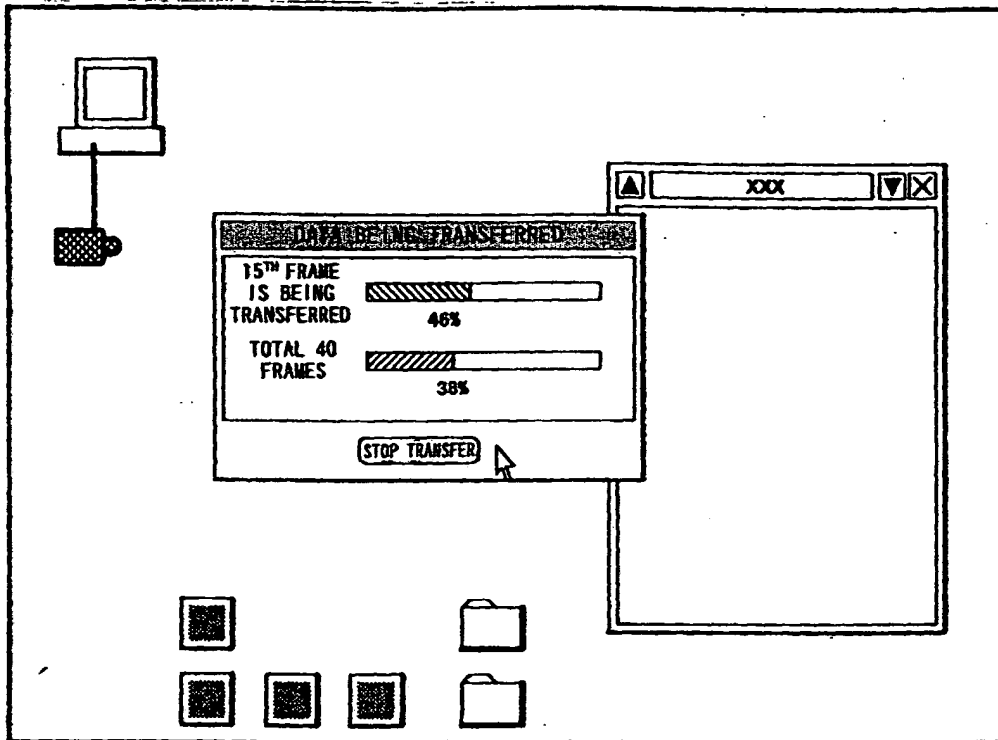 XXX
DATA BEING TRANSFERRED
15TH FRAME
IS BEING
TRANSFERRED
46%
TOTAL 40
FRAMES
38%
STOP TRANSFER